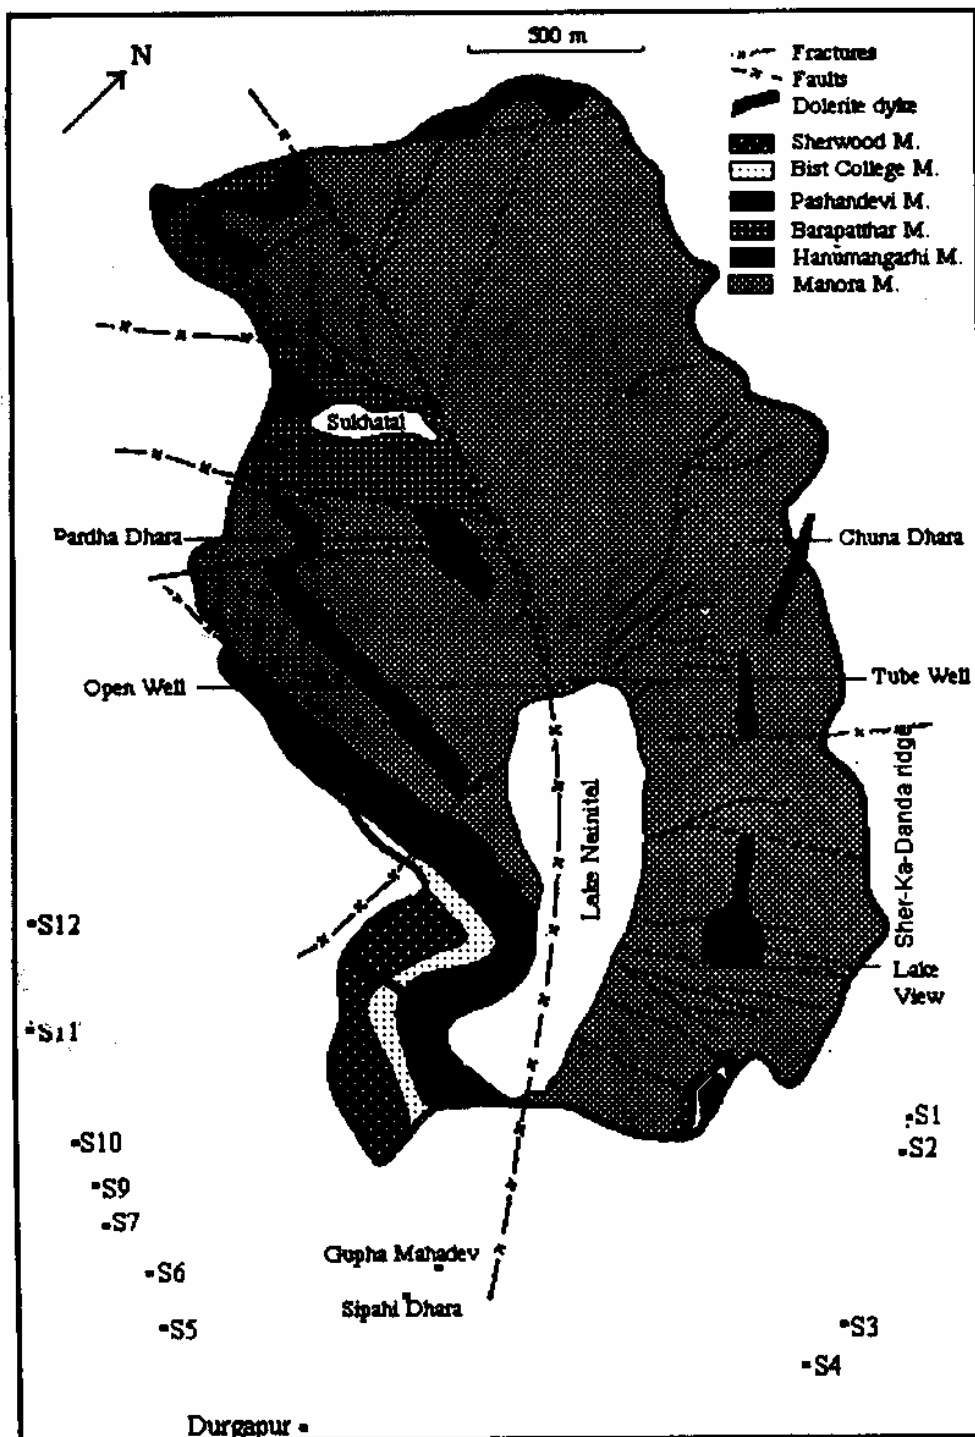 N
500 m
Fractures
Faults
Dolerite dyke
Sherwood M.
Bist College M.
Pashandevi M.
Barapatthar M.
Hanumangarhi M.
Manora M.
Sukhatal
Pardha Dhara
Chuna Dhara
Open Well
Tube Well
Sher-Ka-Danda ridge
Lake Nainital
Lake
View
S12
S11
S10
S9
S7
S6
S5
S1
S2
S3
S4
Gupha Mahadev
Sipahi Dhara
Durgapur